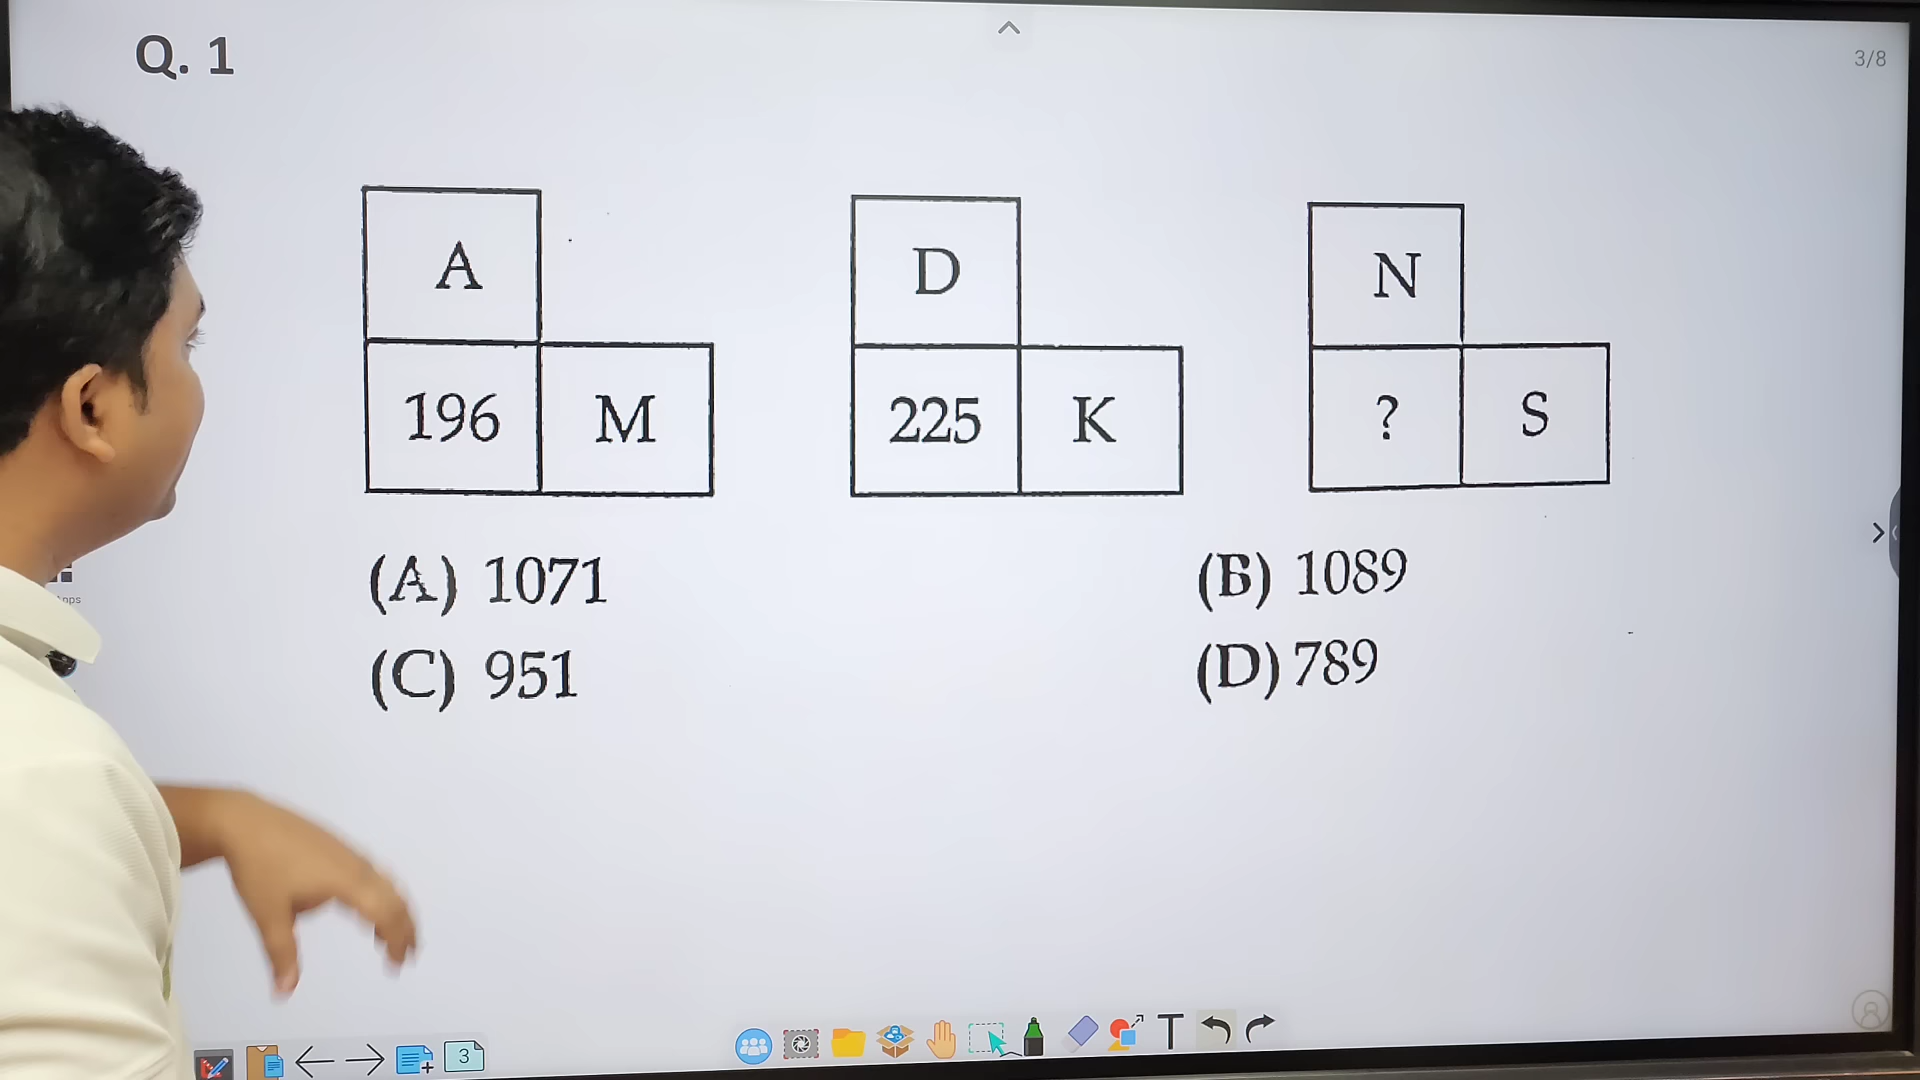 Q. 1
3/8
A
D
N
196 M
225 K
? S
(A) 1071
(B) 1089
(C) 951
(D) 789
3
T